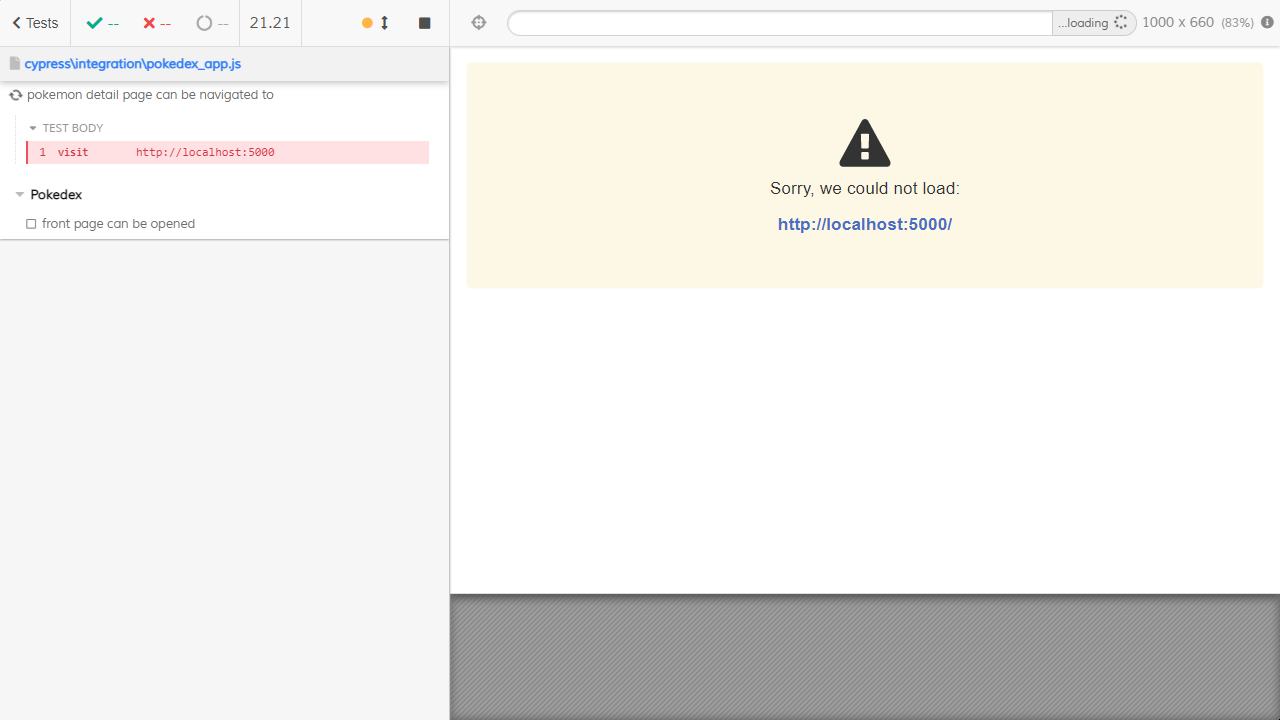 Tests -- -- -- 21.21
...loading 1000 x 660 (83%)
cypress\integration\pokedex_app.js
pokemon detail page can be navigated to
TEST BODY
1 visit http://localhost:5000
Pokedex
front page can be opened
Sorry, we could not load:
http://localhost:5000/